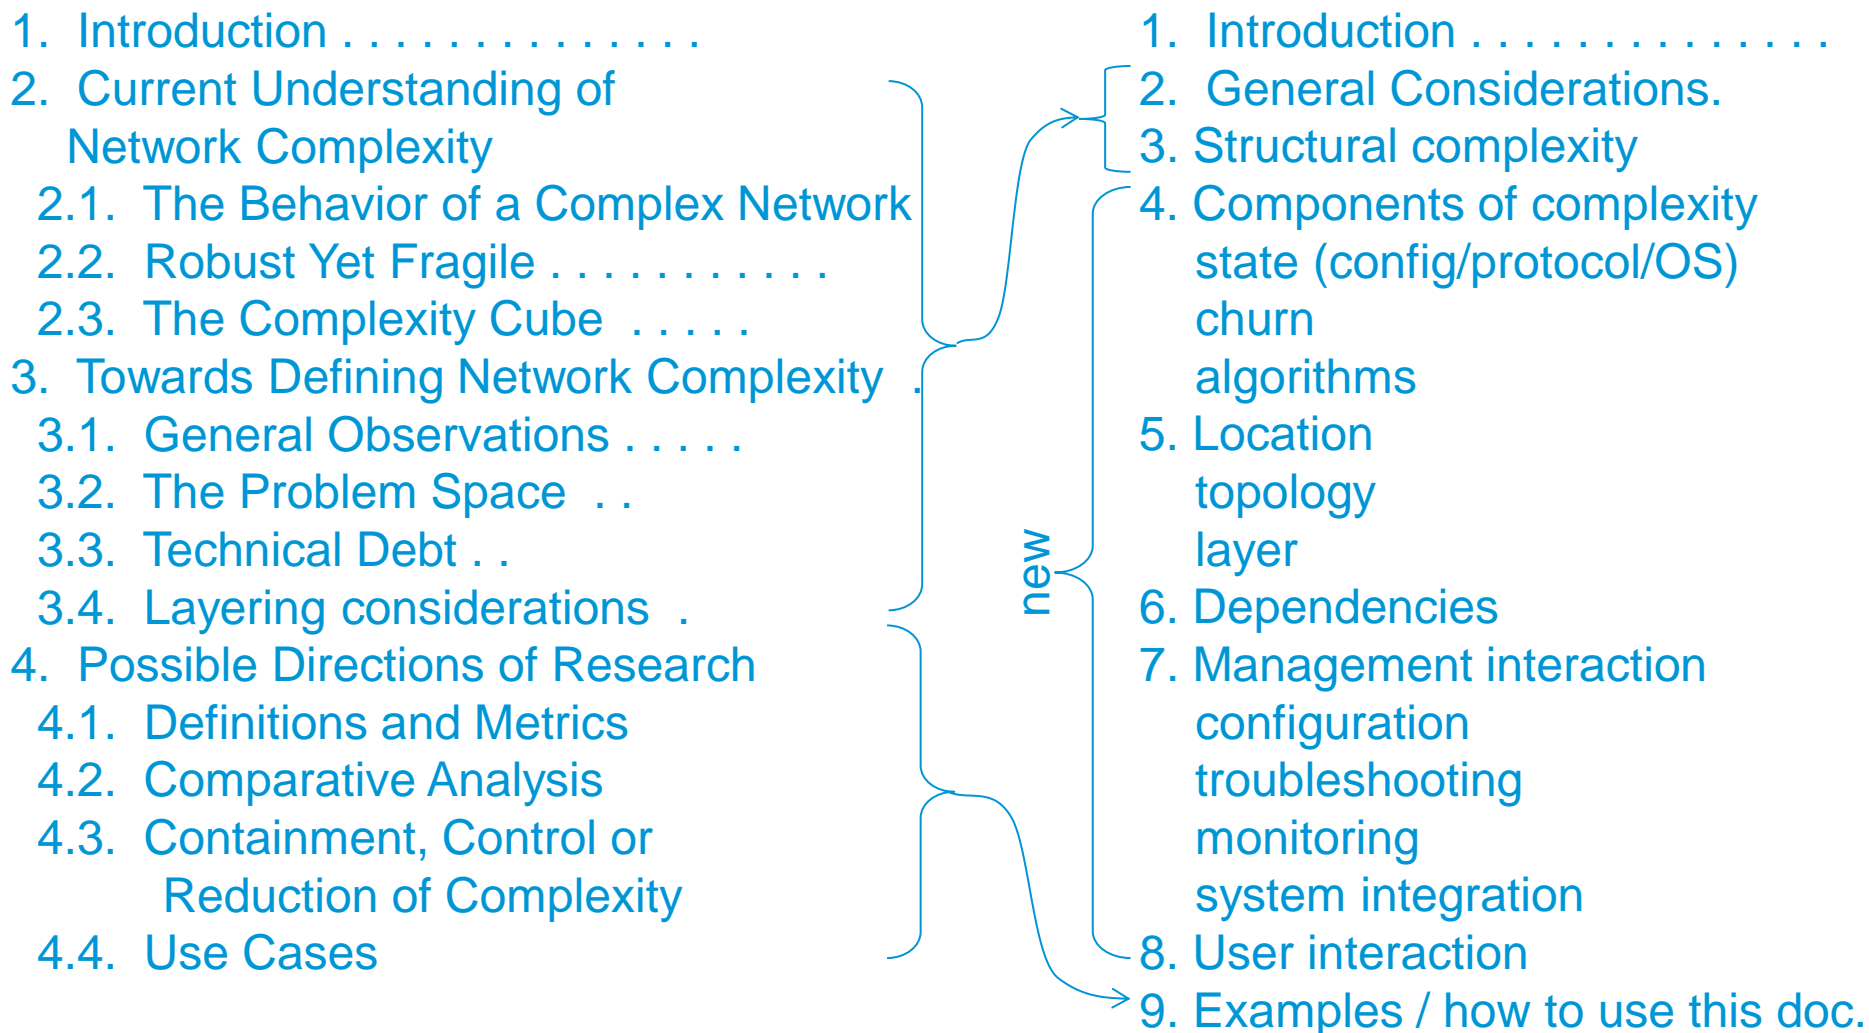 1. Introduction . . . . . . . . . . . . . .
2. Current Understanding of
Network Complexity
2.1. The Behavior of a Complex Network
2.2. Robust Yet Fragile . . . . . . . . . . .
2.3. The Complexity Cube . . . . .
3. Towards Defining Network Complexity .
3.1. General Observations . . . . .
3.2. The Problem Space . .
3.3. Technical Debt . .
3.4. Layering considerations .
4. Possible Directions of Research
4.1. Definitions and Metrics
4.2. Comparative Analysis
4.3. Containment, Control or
Reduction of Complexity
4.4. Use Cases
new
1. Introduction . . . . . . . . . . . . . .
2. General Considerations.
3. Structural complexity
4. Components of complexity
state (config/protocol/OS)
churn
algorithms
5. Location
topology
layer
6. Dependencies
7. Management interaction
configuration
troubleshooting
monitoring
system integration
8. User interaction
9. Examples / how to use this doc.